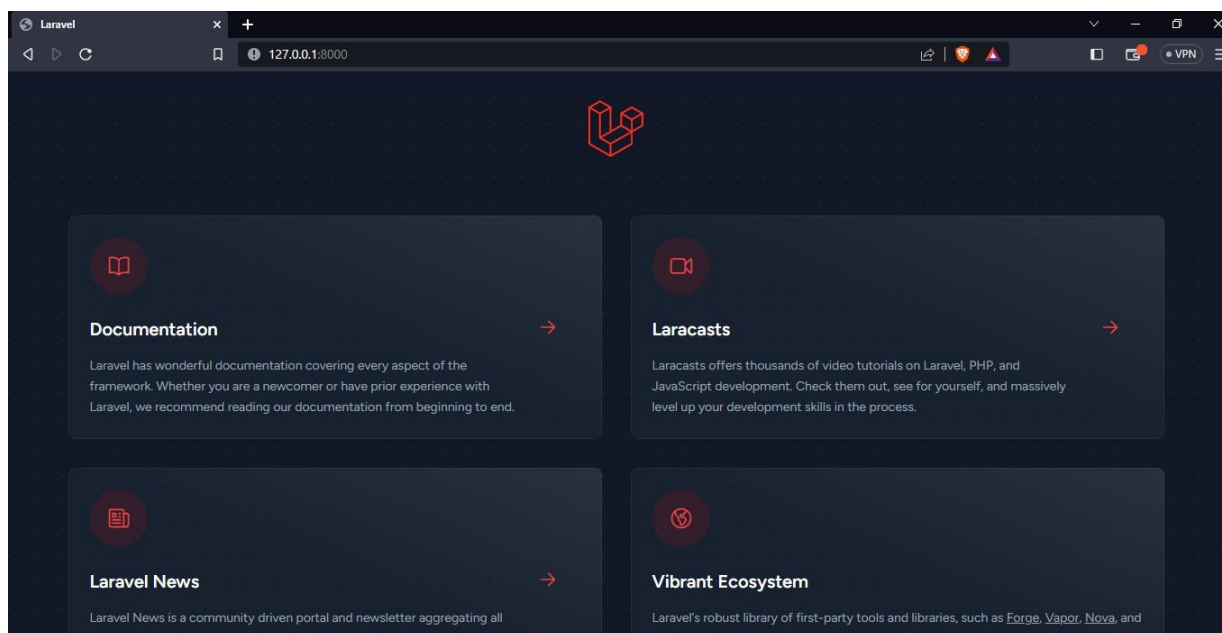 Laravel
127.0.0.1:8000
VPN
Documentation
Laravel has wonderful documentation covering every aspect of the
framework. Whether you are a newcomer or have prior experience with
Laravel, we recommend reading our documentation from beginning to end.
Laracasts
Laracasts offers thousands of video tutorials on Laravel, PHP, and
JavaScript development. Check them out, see for yourself, and massively
level up your development skills in the process.
Laravel News
Laravel News is a community driven portal and newsletter aggregating all
Vibrant Ecosystem
Laravel's robust library of first-party tools and libraries, such as Forge, Vapor, Nova, and